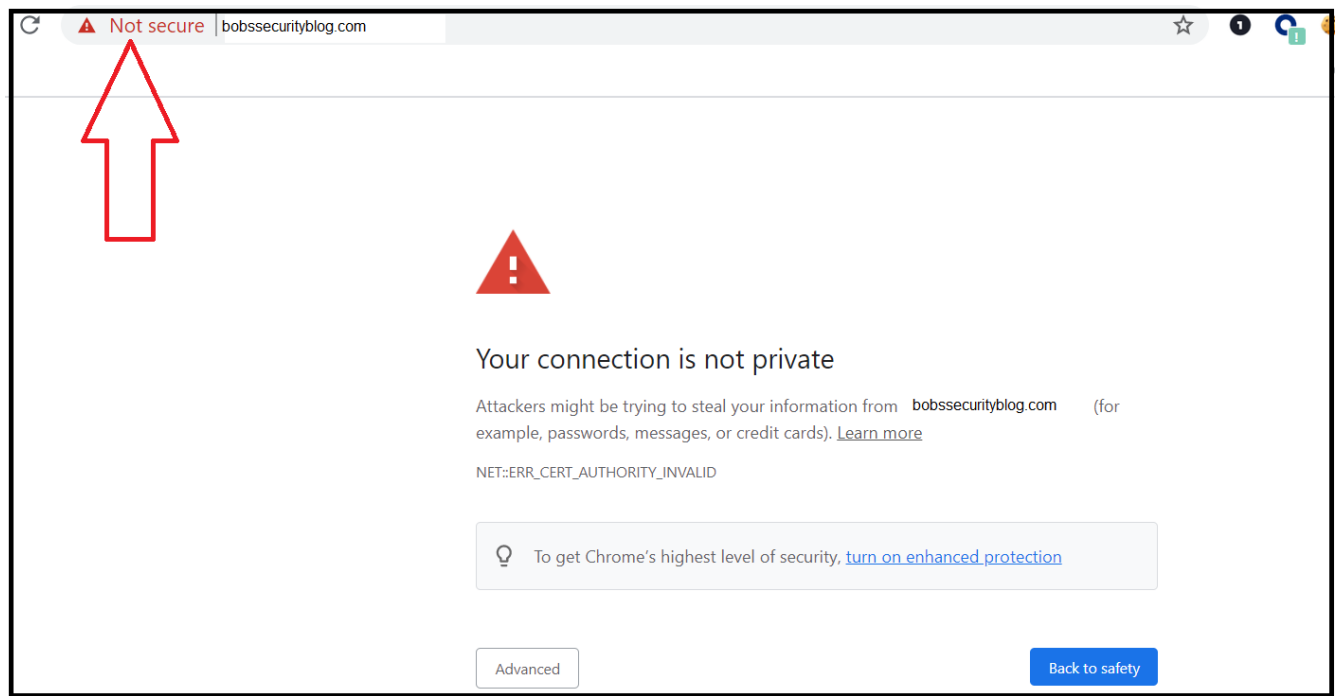 Not secure bobssecurityblog.com
Your connection is not private
Attackers might be trying to steal your information from bobssecurityblog.com (for
example, passwords, messages, or credit cards). Learn more
NET::ERR_CERT_AUTHORITY_INVALID
To get Chrome's highest level of security, turn on enhanced protection
Advanced Back to safety